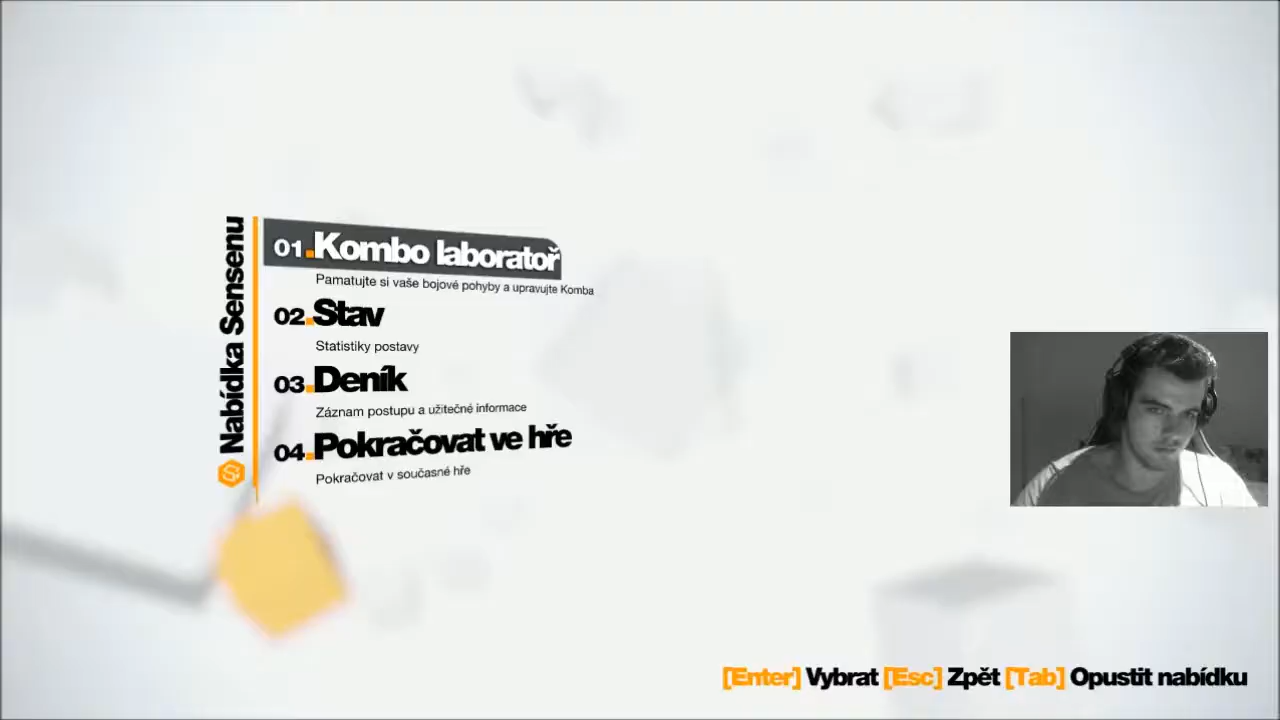 Nabídka Sensenu
01.Kombo laboratoř
Pamatujte si vaše bojové pohyby a upravujte Komba
02.Stav
Statistiky postavy
03.Deník
Záznam postupu a užitečné informace
04.Pokračovat ve hře
Pokračovat v současné hře
[Enter] Vybrat [Esc] Zpět [Tab] Opustit nabídku